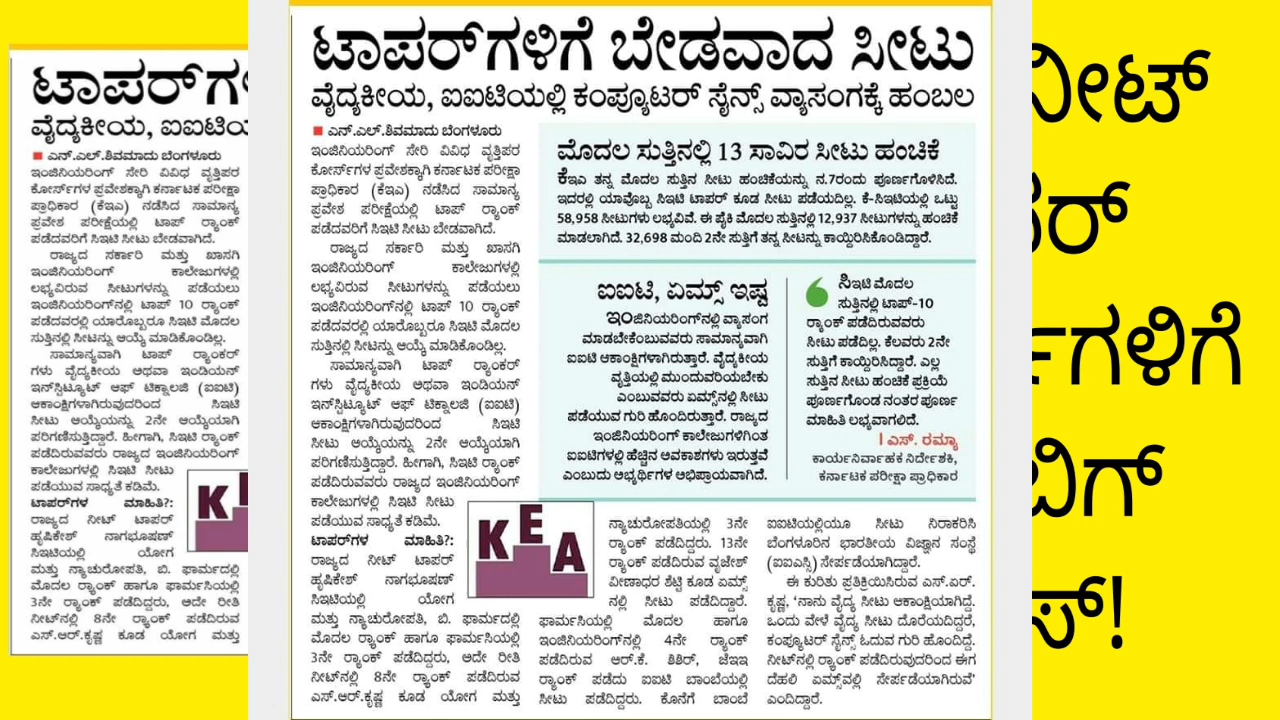 ಟಾಪರ್‌ಗಳಿಗೆ ಬೇಡವಾದ ಸೀಟು
ವೈದ್ಯಕೀಯ, ಐಐಟಿಯಲ್ಲಿ ಕಂಪ್ಯೂಟರ್ ಸೈನ್ಸ್ ವ್ಯಾಸಂಗಕ್ಕೆ ಹಂಬಲ
ಎನ್.ಎಲ್.ಶಿವಮಾದು ಬೆಂಗಳೂರು
ಇಂಜಿನಿಯರಿಂಗ್ ಸೇರಿ ವಿವಿಧ ವೃತ್ತಿಪರ
ಕೋರ್ಸ್‌ಗಳ ಪ್ರವೇಶಕ್ಕಾಗಿ ಕರ್ನಾಟಕ ಪರೀಕ್ಷಾ
ಪ್ರಾಧಿಕಾರ (ಕೆಇಎ) ನಡೆಸಿದ ಸಾಮಾನ್ಯ
ಪ್ರವೇಶ ಪರೀಕ್ಷೆಯಲ್ಲಿ ಟಾಪ್ ರ್‍ಯಾಂಕ್
ಪಡೆದವರಿಗೆ ಸಿಇಟಿ ಸೀಟು ಬೇಡವಾಗಿದೆ.
ರಾಜ್ಯದ ಸರ್ಕಾರಿ ಮತ್ತು ಖಾಸಗಿ
ಇಂಜಿನಿಯರಿಂಗ್ ಕಾಲೇಜುಗಳಲ್ಲಿ
ಲಭ್ಯವಿರುವ ಸೀಟುಗಳನ್ನು ಪಡೆಯಲು
ಇಂಜಿನಿಯರಿಂಗ್‌ನಲ್ಲಿ ಟಾಪ್ 10 ರ್‍ಯಾಂಕ್
ಪಡೆದವರಲ್ಲಿ ಯಾರೊಬ್ಬರೂ ಸಿಇಟಿ ಮೊದಲ
ಸುತ್ತಿನಲ್ಲಿ ಸೀಟನ್ನು ಆಯ್ಕೆ ಮಾಡಿಕೊಂಡಿಲ್ಲ.
ಸಾಮಾನ್ಯವಾಗಿ ಟಾಪ್ ರ್‍ಯಾಂಕರ್
ಗಳು ವೈದ್ಯಕೀಯ ಅಥವಾ ಇಂಡಿಯನ್
ಇನ್‌ಸ್ಟಿಟ್ಯೂಟ್ ಆಫ್ ಟೆಕ್ನಾಲಜಿ (ಐಐಟಿ)
ಆಕಾಂಕ್ಷಿಗಳಾಗಿರುವುದರಿಂದ ಸಿಇಟಿ
ಸೀಟು ಆಯ್ಕೆಯನ್ನು 2ನೇ ಆಯ್ಕೆಯಾಗಿ
ಪರಿಗಣಿಸುತ್ತಿದ್ದಾರೆ. ಹೀಗಾಗಿ, ಸಿಇಟಿ ರ್‍ಯಾಂಕ್
ಪಡೆದಿರುವವರು ರಾಜ್ಯದ ಇಂಜಿನಿಯರಿಂಗ್
ಕಾಲೇಜುಗಳಲ್ಲಿ ಸಿಇಟಿ ಸೀಟು
ಪಡೆಯುವ ಸಾಧ್ಯತೆ ಕಡಿಮೆ.
ಟಾಪರ್‌ಗಳ ಮಾಹಿತಿ?:
ರಾಜ್ಯದ ನೀಟ್ ಟಾಪರ್
ಹೃಷಿಕೇಶ್ ನಾಗಭೂಷಣ್
ಸಿಇಟಿಯಲ್ಲಿ ಯೋಗ
ಮತ್ತು ನ್ಯಾಚುರೋಪತಿ, ಬಿ. ಫಾರ್ಮದಲ್ಲಿ
ಮೊದಲ ರ್‍ಯಾಂಕ್ ಹಾಗೂ ಫಾರ್ಮಸಿಯಲ್ಲಿ
3ನೇ ರ್‍ಯಾಂಕ್ ಪಡೆದಿದ್ದರು, ಅದೇ ರೀತಿ
ನೀಟ್‌ನಲ್ಲಿ 8ನೇ ರ್‍ಯಾಂಕ್ ಪಡೆದಿರುವ
ಎಸ್.ಆರ್.ಕೃಷ್ಣ ಕೂಡ ಯೋಗ ಮತ್ತು
KEA
ನ್ಯಾಚುರೋಪತಿಯಲ್ಲಿ 3ನೇ
ರ್‍ಯಾಂಕ್ ಪಡೆದಿದ್ದರು. 13ನೇ
ರ್‍ಯಾಂಕ್ ಪಡೆದಿರುವ ವೃಜೇಶ್
ವೀಣಾಧರ ಶೆಟ್ಟಿ ಕೂಡ ಏಮ್ಸ್
ನಲ್ಲಿ ಸೀಟು ಪಡೆದಿದ್ದಾರೆ.
ಫಾರ್ಮಸಿಯಲ್ಲಿ ಮೊದಲ ಹಾಗೂ
ಇಂಜಿನಿಯರಿಂಗ್‌ನಲ್ಲಿ 4ನೇ ರ್‍ಯಾಂಕ್
ಪಡೆದಿರುವ ಆರ್.ಕೆ. ಶಿಶಿರ್, ಜೆಇಇ
ರ್‍ಯಾಂಕ್ ಪಡೆದು ಐಐಟಿ ಬಾಂಬೆಯಲ್ಲಿ
ಸೀಟು ಪಡೆದಿದ್ದರು. ಕೊನೆಗೆ ಬಾಂಬೆ
ಐಐಟಿಯಲ್ಲಿಯೂ ಸೀಟು ನಿರಾಕರಿಸಿ
ಬೆಂಗಳೂರಿನ ಭಾರತೀಯ ವಿಜ್ಞಾನ ಸಂಸ್ಥೆ
(ಐಐಎಸ್ಸಿ) ಸೇರ್ಪಡೆಯಾಗಿದ್ದಾರೆ.
ಈ ಕುರಿತು ಪ್ರತಿಕ್ರಿಯಿಸಿರುವ ಎಸ್.ಎರ್.
ಕೃಷ್ಣ, 'ನಾನು ವೈದ್ಯ ಸೀಟು ಆಕಾಂಕ್ಷಿಯಾಗಿದ್ದೆ.
ಒಂದು ವೇಳೆ ವೈದ್ಯ ಸೀಟು ದೊರೆಯದಿದ್ದರೆ,
ಕಂಪ್ಯೂಟರ್ ಸೈನ್ಸ್ ಓದುವ ಗುರಿ ಹೊಂದಿದ್ದೆ.
ನೀಟ್‌ನಲ್ಲಿ ರ್‍ಯಾಂಕ್ ಪಡೆದಿರುವುದರಿಂದ ಈಗ
ದೆಹಲಿ ಏಮ್ಸ್‌ನಲ್ಲಿ ಸೇರ್ಪಡೆಯಾಗಿರುವೆ'
ಎಂದಿದ್ದಾರೆ.
ಮೊದಲ ಸುತ್ತಿನಲ್ಲಿ 13 ಸಾವಿರ ಸೀಟು ಹಂಚಿಕೆ
ಕೆಇಎ ತನ್ನ ಮೊದಲ ಸುತ್ತಿನ ಸೀಟು ಹಂಚಿಕೆಯನ್ನು ನ.7ರಂದು ಪೂರ್ಣಗೊಳಿಸಿದೆ.
ಇದರಲ್ಲಿ ಯಾವೊಬ್ಬ ಸಿಇಟಿ ಟಾಪರ್ ಕೂಡ ಸೀಟು ಪಡೆಯದಿಲ್ಲ. ಕೆ-ಸಿಇಟಿಯಲ್ಲಿ ಒಟ್ಟು
58,958 ಸೀಟುಗಳು ಲಭ್ಯವಿವೆ. ಈ ಪೈಕಿ ಮೊದಲ ಸುತ್ತಿನಲ್ಲಿ 12,937 ಸೀಟುಗಳನ್ನು ಹಂಚಿಕೆ
ಮಾಡಲಾಗಿದೆ. 32,698 ಮಂದಿ 2ನೇ ಸುತ್ತಿಗೆ ತನ್ನ ಸೀಟನ್ನು ಕಾಯ್ದಿರಿಸಿಕೊಂಡಿದ್ದಾರೆ.
ಐಐಟಿ, ಏಮ್ಸ್ ಇಷ್ಟ
ಇಂಜಿನಿಯರಿಂಗ್‌ನಲ್ಲಿ ವ್ಯಾಸಂಗ
ಮಾಡಬೇಕೆಂಬುವವರು ಸಾಮಾನ್ಯವಾಗಿ
ಐಐಟಿ ಆಕಾಂಕ್ಷಿಗಳಾಗಿರುತ್ತಾರೆ. ವೈದ್ಯಕೀಯ
ವೃತ್ತಿಯಲ್ಲಿ ಮುಂದುವರಿಯಬೇಕು
ಎಂಬುವವರು ಏಮ್ಸ್‌ನಲ್ಲಿ ಸೀಟು
ಪಡೆಯುವ ಗುರಿ ಹೊಂದಿರುತ್ತಾರೆ. ರಾಜ್ಯದ
ಇಂಜಿನಿಯರಿಂಗ್ ಕಾಲೇಜುಗಳಿಗಿಂತ
ಐಐಟಿಗಳಲ್ಲಿ ಹೆಚ್ಚಿನ ಅವಕಾಶಗಳು ಇರುತ್ತವೆ
ಎಂಬುದು ಅಭ್ಯರ್ಥಿಗಳ ಅಭಿಪ್ರಾಯವಾಗಿದೆ.
ಸಿಇಟಿ ಮೊದಲ
ಸುತ್ತಿನಲ್ಲಿ ಟಾಪ್-10
ರ್‍ಯಾಂಕ್ ಪಡೆದಿರುವವರು
ಸೀಟು ಪಡೆದಿಲ್ಲ. ಕೆಲವರು 2ನೇ
ಸುತ್ತಿಗೆ ಕಾಯ್ದಿರಿಸಿದ್ದಾರೆ. ಎಲ್ಲ
ಸುತ್ತಿನ ಸೀಟು ಹಂಚಿಕೆ ಪ್ರಕ್ರಿಯೆ
ಪೂರ್ಣಗೊಂಡ ನಂತರ ಪೂರ್ಣ
ಮಾಹಿತಿ ಲಭ್ಯವಾಗಲಿದೆ.
| ಎಸ್. ರಮ್ಯಾ
ಕಾರ್ಯನಿರ್ವಾಹಕ ನಿರ್ದೇಶಕಿ,
ಕರ್ನಾಟಕ ಪರೀಕ್ಷಾ ಪ್ರಾಧಿಕಾರ
ನೀಟ್
ರ್
ಗಳಿಗೆ
ಬಿಗ್
ಸ್!